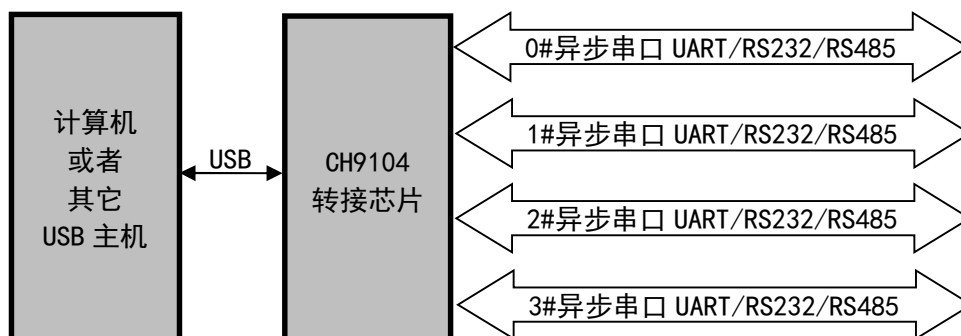 计算机
或者
其它
USB 主机
USB
CH9104
转接芯片
0#异步串口 UART/RS232/RS485
1#异步串口 UART/RS232/RS485
2#异步串口 UART/RS232/RS485
3#异步串口 UART/RS232/RS485